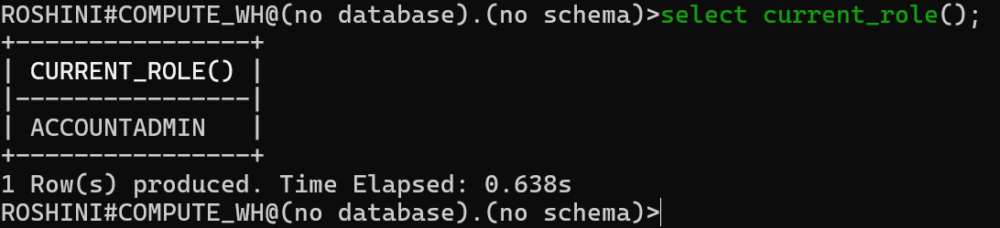 ROSHINI#COMPUTE_WH@(no database).(no schema)>select current_role();
+----------------+
| CURRENT_ROLE() |
|----------------|
| ACCOUNTADMIN   |
+----------------+
1 Row(s) produced. Time Elapsed: 0.638s
ROSHINI#COMPUTE_WH@(no database).(no schema)>